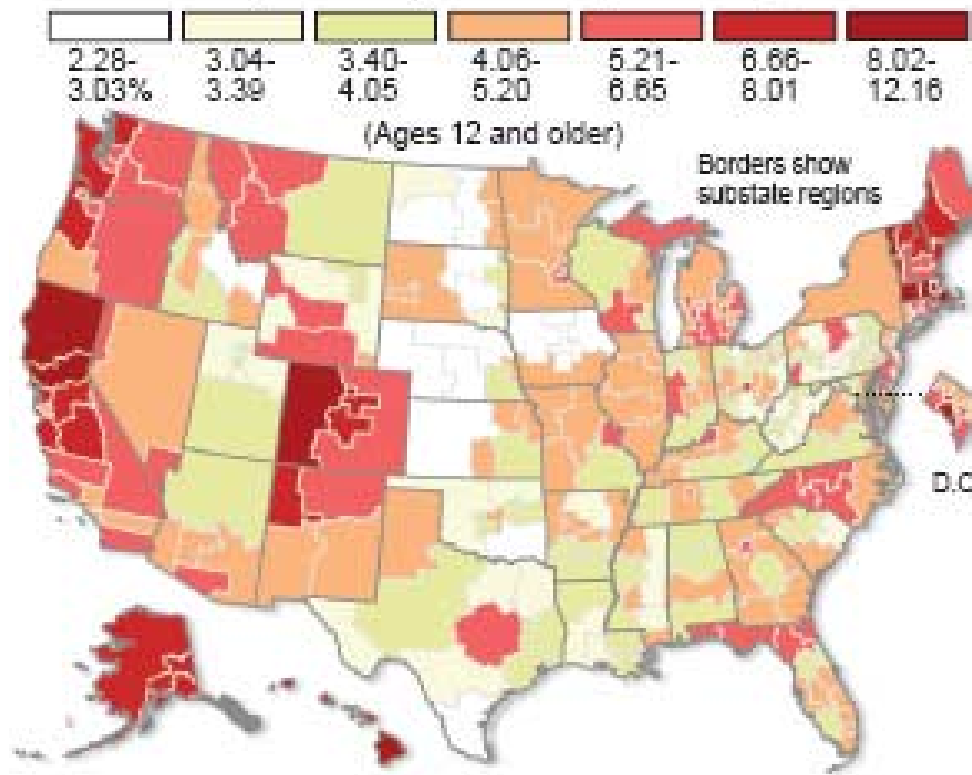 2.28- 3.04- 3.40- 4.06- 5.21- 6.66- 8.02-
3.03% 3.39 4.05 5.20 6.65 8.01 12.16
(Ages 12 and older)
Borders show
substate regions
D.C